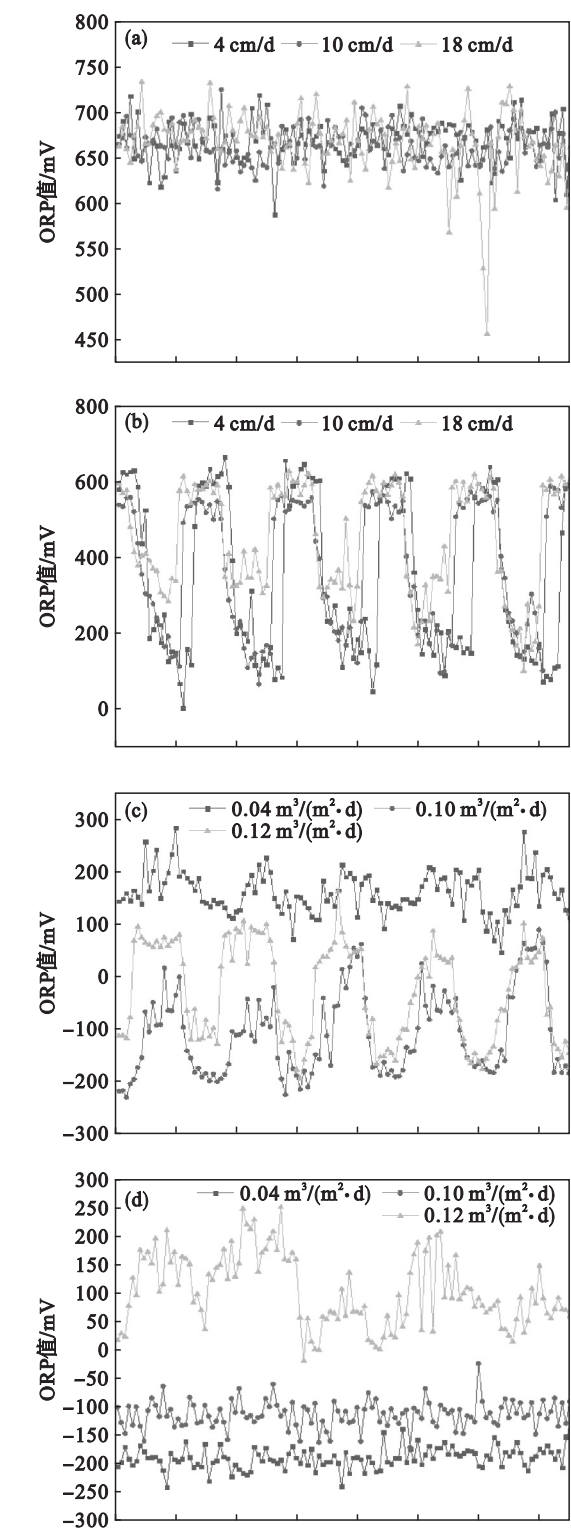 800
(a)
4 cm/d 10 cm/d 18 cm/d
750
700
650
600
550
500
450
ORP值/mV
800
(b)
4 cm/d 10 cm/d 18 cm/d
600
400
200
0
ORP值/mV
(c)
0.04 m³/(m²•d) 0.10 m³/(m²•d)
0.12 m³/(m²•d)
300
200
100
0
−100
−200
−300
ORP值/mV
300
(d)
0.04 m³/(m²•d) 0.10 m³/(m²•d)
0.12 m³/(m²•d)
250
200
150
100
50
0
−50
−100
−150
−200
−250
−300
ORP值/mV